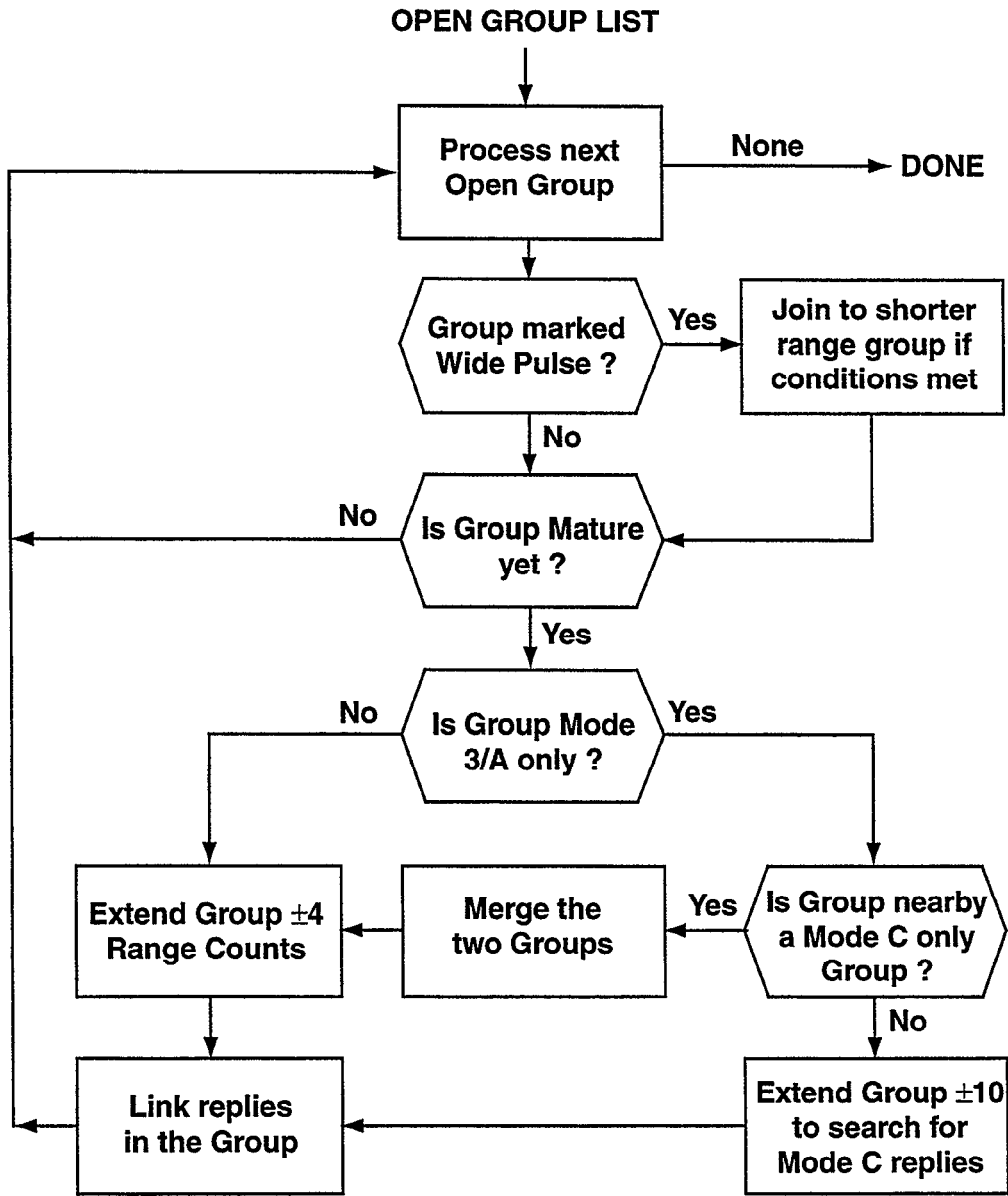 OPEN GROUP LIST
Process next
Open Group
None
DONE
Group marked
Wide Pulse ?
Yes
Join to shorter
range group if
conditions met
No
No
Is Group Mature
yet ?
Yes
No
Is Group Mode
3/A only ?
Yes
Extend Group ±4
Range Counts
Merge the
two Groups
Yes
Is Group nearby
a Mode C only
Group ?
No
Link replies
in the Group
Extend Group ±10
to search for
Mode C replies